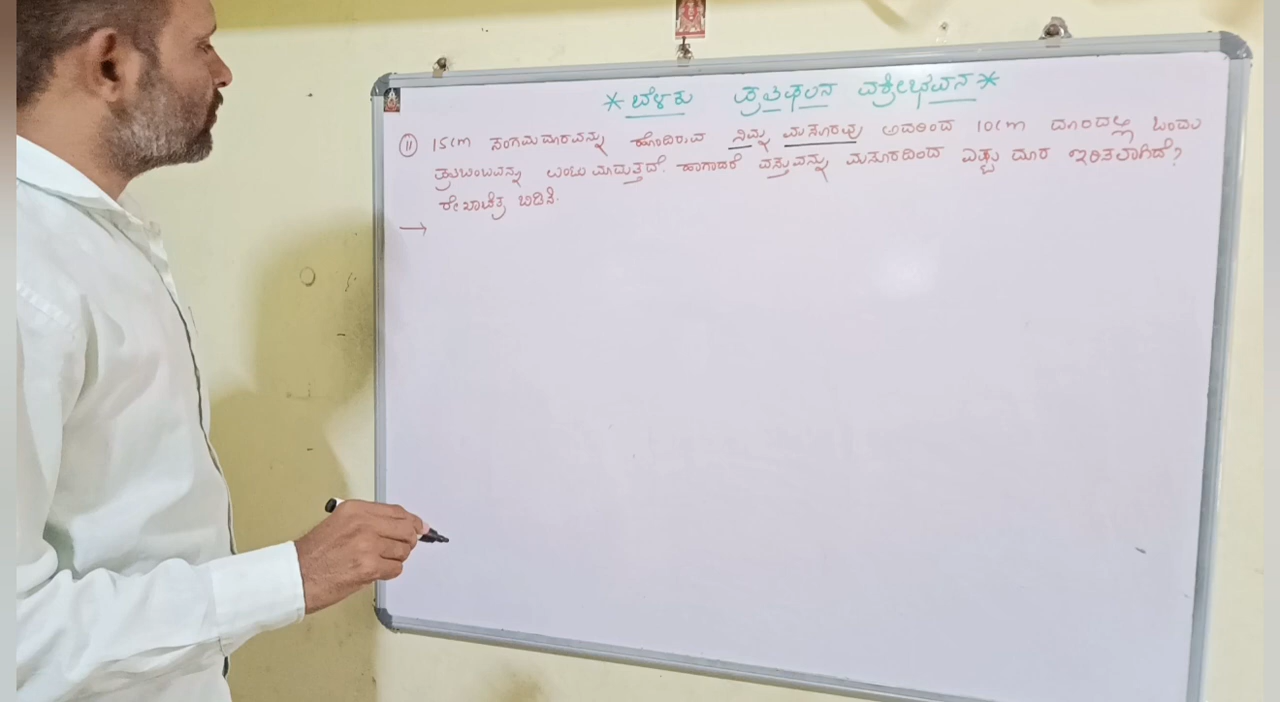 * ಬೆಳಕು ಪ್ರತಿಫಲನ ವಕ್ರೀಭವನ *
11 15cm ಸಂಗಮದೂರವನ್ನು ಹೊಂದಿರುವ ನಿಮ್ನ ಮಸೂರವು ಅದರಿಂದ 10cm ದೂರದಲ್ಲಿ ಒಂದು
ಪ್ರತಿಬಿಂಬವನ್ನು ಉಂಟುಮಾಡುತ್ತದೆ. ಹಾಗಾದರೆ ವಸ್ತುವನ್ನು ಮಸೂರದಿಂದ ಎಷ್ಟು ದೂರ ಇರಿಸಲಾಗಿದೆ?
ರೇಖಾಚಿತ್ರ ಬಿಡಿಸಿ.
→